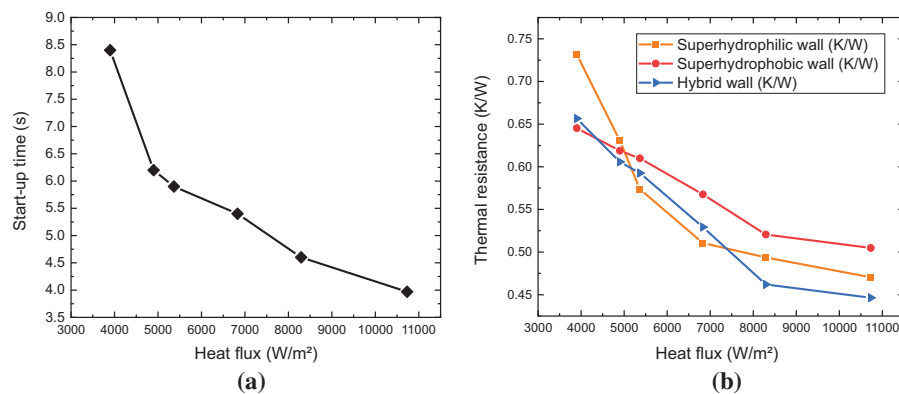 9.0
8.5
8.0
7.5
7.0
6.5
6.0
5.5
5.0
4.5
4.0
3.5
Start-up time (s)
3000 4000 5000 6000 7000 8000 9000 10000 11000
Heat flux (W/m²)
(a)
0.75
0.70
0.65
0.60
0.55
0.50
0.45
Thermal resistance (K/W)
Superhydrophilic wall (K/W)
Superhydrophobic wall (K/W)
Hybrid wall (K/W)
3000 4000 5000 6000 7000 8000 9000 10000 11000
Heat flux (W/m²)
(b)